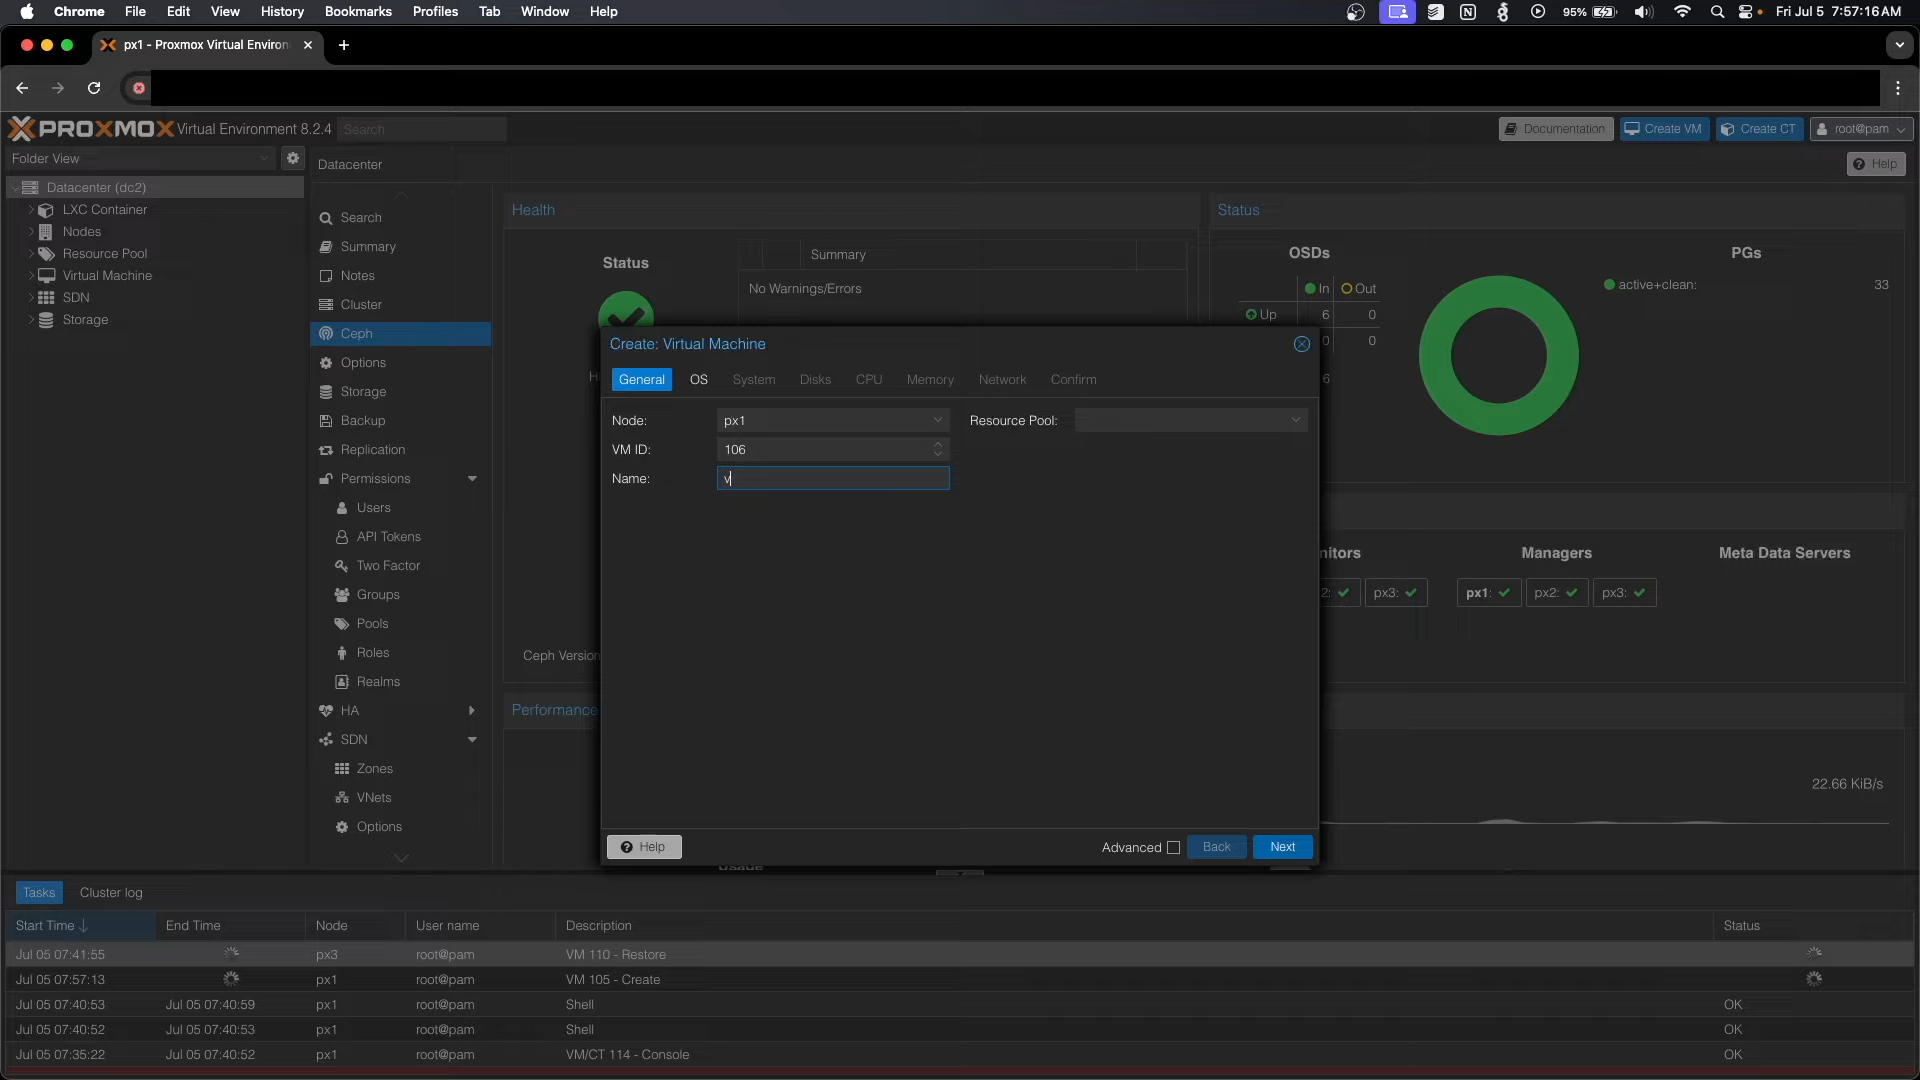 Chrome File Edit View History Bookmarks Profiles Tab Window Help 95% Fri Jul 5 7:57:16 AM
px1 - Proxmox Virtual Environ
PROXMOX Virtual Environment 8.2.4 Search Documentation Create VM Create CT root@pam
Folder View Datacenter Help
Datacenter (dc2)
LXC Container
Nodes
Resource Pool
Virtual Machine
SDN
Storage
Search
Summary
Notes
Cluster
Ceph
Options
Storage
Backup
Replication
Permissions
Users
API Tokens
Two Factor
Groups
Pools
Roles
Realms
HA
SDN
Zones
VNets
Options
Health
Status
Summary
No Warnings/Errors
Ceph Version
Performance
Status
OSDs PGs
In Out active+clean: 33
Up 6 0
0 0
6
nitors Managers Meta Data Servers
2: px3: px1: px2: px3:
22.66 KiB/s
Create: Virtual Machine
General OS System Disks CPU Memory Network Confirm
Node: px1 Resource Pool:
VM ID: 106
Name: v
Help Advanced Back Next
Usage
Tasks Cluster log
Start Time End Time Node User name Description Status
Jul 05 07:41:55 px3 root@pam VM 110 - Restore
Jul 05 07:57:13 px1 root@pam VM 105 - Create
Jul 05 07:40:53 Jul 05 07:40:59 px1 root@pam Shell OK
Jul 05 07:40:52 Jul 05 07:40:53 px1 root@pam Shell OK
Jul 05 07:35:22 Jul 05 07:40:52 px1 root@pam VM/CT 114 - Console OK